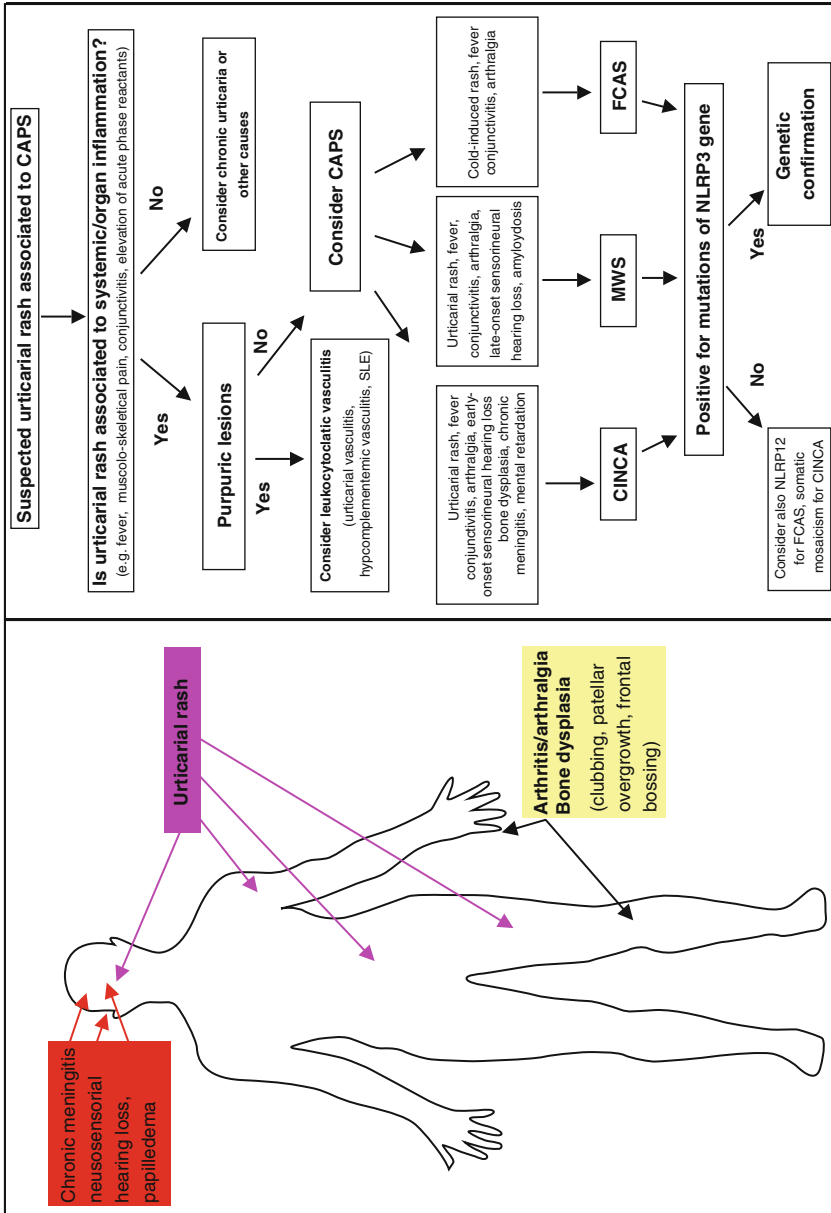 Chronic meningitis
neusosensorial
hearing loss,
papilledema
Urticarial rash
Arthritis/arthralgia
Bone dysplasia
(clubbing, patellar
overgrowth, frontal
bossing)
Suspected urticarial rash associated to CAPS
Is urticarial rash associated to systemic/organ inflammation?
(e.g. fever, muscolo-skeletical pain, conjunctivitis, elevation of acute phase reactants)
Yes
No
Purpuric lesions
Consider chronic urticaria or
other causes
Yes
No
Consider leukocytoclatic vasculitis
(urticarial vasculitis,
hypcomplementemic vasculitis, SLE)
Consider CAPS
Urticarial rash, fever
conjunctivitis, arthralgia, early-
onset sensorineural hearing loss
bone dysplasia, chronic
meningitis, mental retardation
Urticarial rash, fever,
conjunctivitis, arthralgia,
late-onset sensorineural
hearing loss, amyloydosis
Cold-induced rash, fever
conjunctivitis, arthralgia
CINCA
MWS
FCAS
Positive for mutations of NLRP3 gene
No
Yes
Consider also NLRP12
for FCAS, somatic
mosaicism for CINCA
Genetic
confirmation